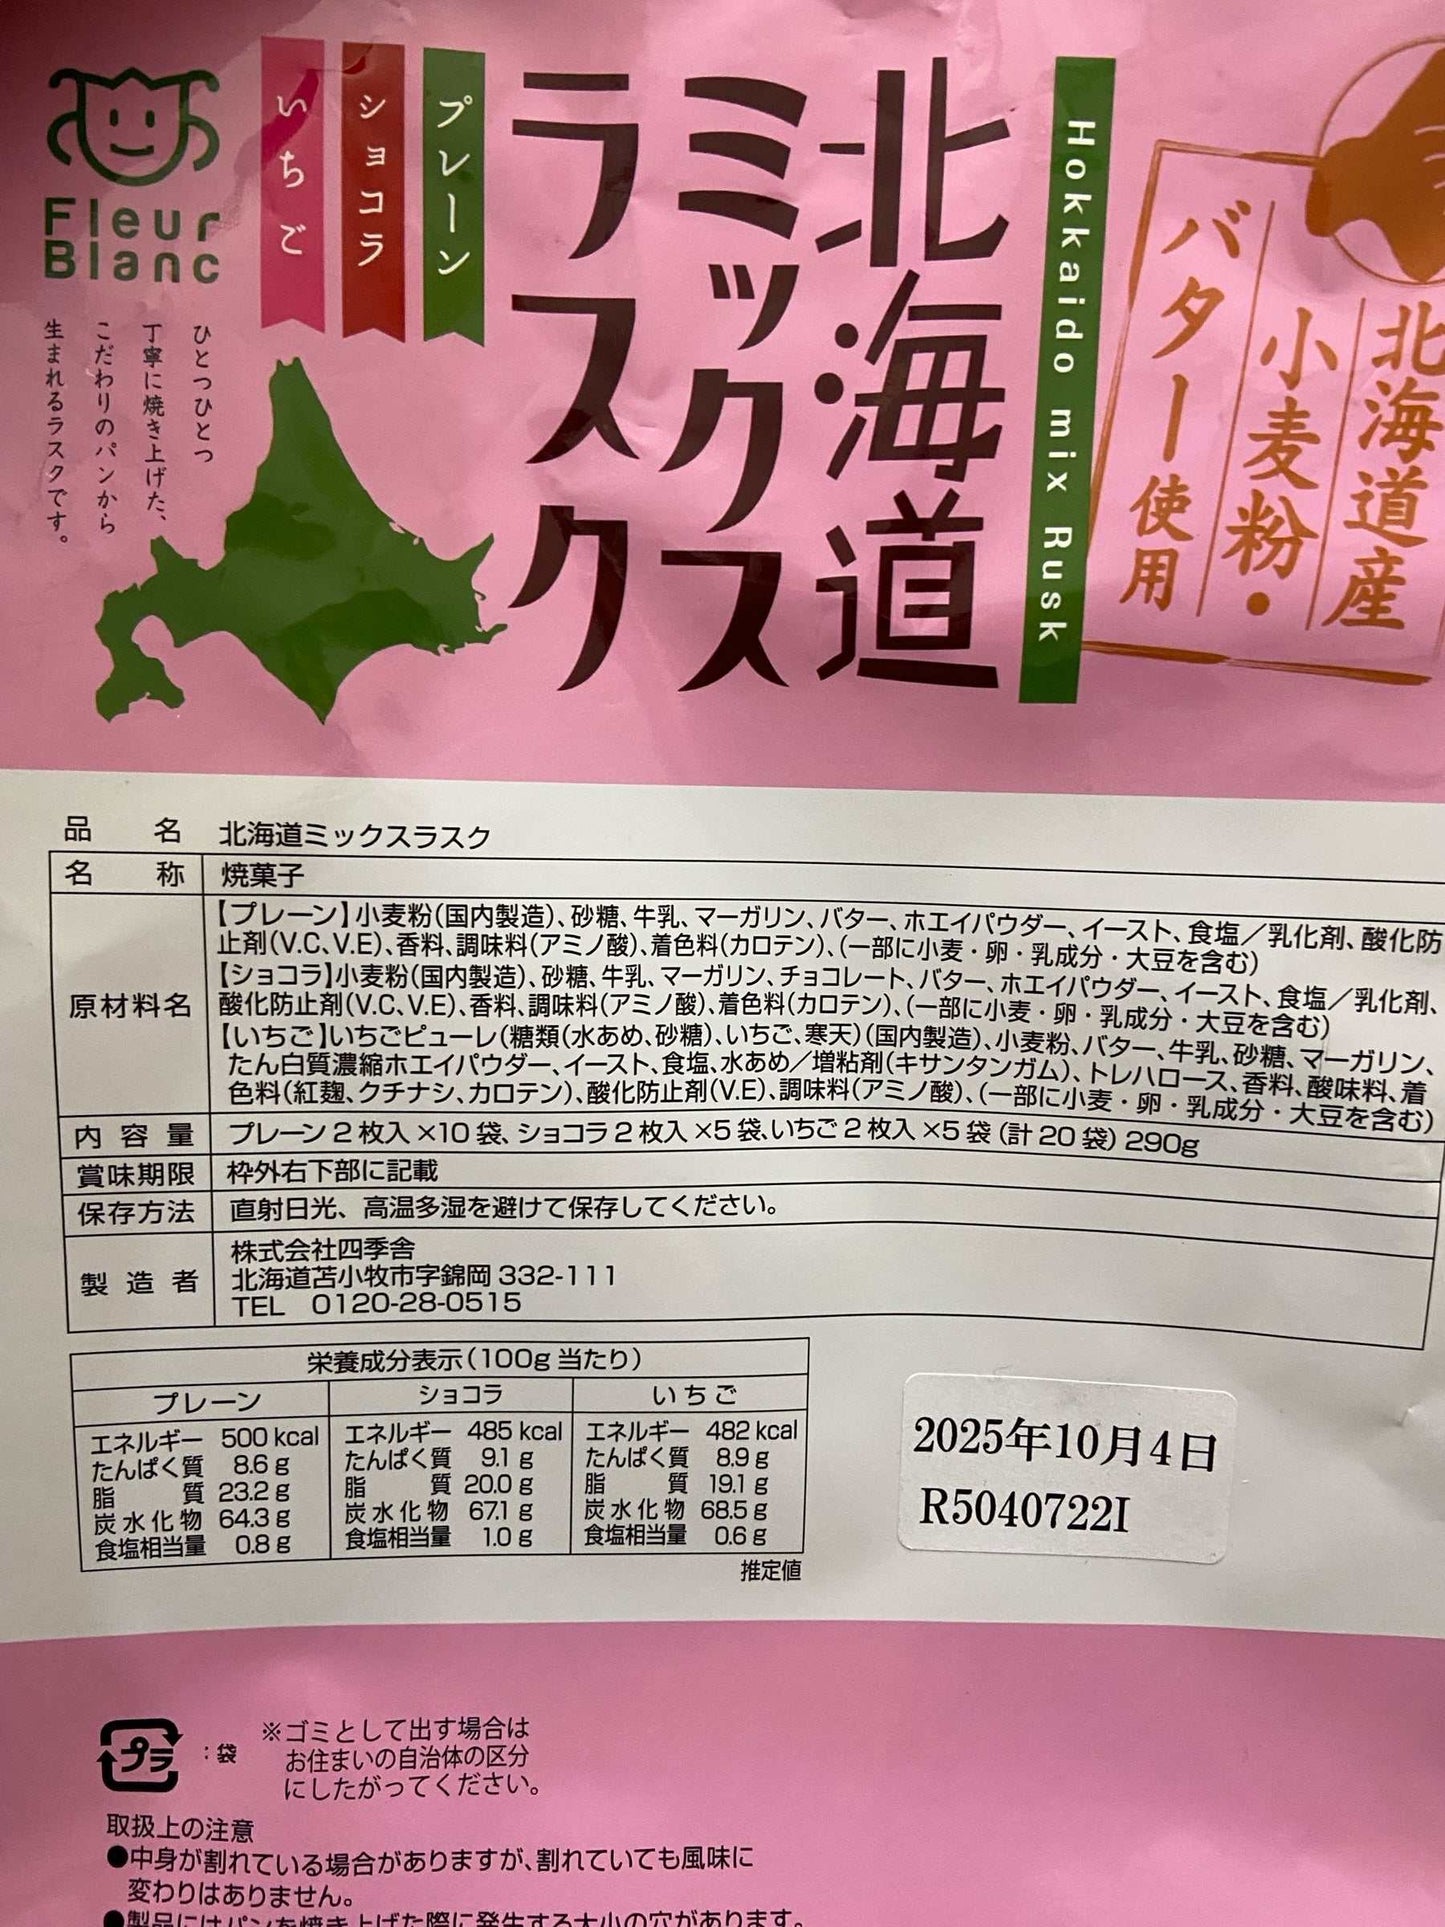 Fleur
Blanc
いちご
ショコラ
プレーン
北海道
ミックス
ラスク
Hokkaido mix Rusk
北海道産
小麦粉・
バター使用
ひとつひとつ
丁寧に焼き上げた、
こだわりのパンから
生まれるラスクです。
品名 北海道ミックスラスク
名称 焼菓子
原材料名
【プレーン】小麦粉(国内製造)、砂糖、牛乳、マーガリン、バター、ホエイパウダー、イースト、食塩／乳化剤、酸化防
止剤(V.C、V.E)、香料、調味料(アミノ酸)、着色料(カロテン)、(一部に小麦・卵・乳成分・大豆を含む)
【ショコラ】小麦粉(国内製造)、砂糖、牛乳、マーガリン、チョコレート、バター、ホエイパウダー、イースト、食塩／乳化剤、
酸化防止剤(V.C、V.E)、香料、調味料(アミノ酸)、着色料(カロテン)、(一部に小麦・卵・乳成分・大豆を含む)
【いちご】いちごピューレ(糖類(水あめ、砂糖)、いちご、寒天)(国内製造)、小麦粉、バター、牛乳、砂糖、マーガリン、
たん白質濃縮ホエイパウダー、イースト、食塩、水あめ／増粘剤(キサンタンガム)、トレハロース、香料、酸味料、着
色料(紅麹、クチナシ、カロテン)、酸化防止剤(V.E)、調味料(アミノ酸)、(一部に小麦・卵・乳成分・大豆を含む)
内容量 プレーン2枚入×10袋、ショコラ2枚入×5袋、いちご2枚入×5袋(計20袋)290g
賞味期限 枠外右下部に記載
保存方法 直射日光、高温多湿を避けて保存してください。
製造者
株式会社四季舎
北海道苫小牧市字錦岡332-111
TEL 0120-28-0515
栄養成分表示(100g当たり)
プレーン ショコラ いちご
エネルギー 500 kcal エネルギー 485 kcal エネルギー 482 kcal
たんぱく質 8.6 g たんぱく質 9.1 g たんぱく質 8.9 g
脂質 23.2 g 脂質 20.0 g 脂質 19.1 g
炭水化物 64.3 g 炭水化物 67.1 g 炭水化物 68.5 g
食塩相当量 0.8 g 食塩相当量 1.0 g 食塩相当量 0.6 g
推定値
2025年10月4日
R5040722I
プラ :袋
※ゴミとして出す場合は
お住まいの自治体の区分
にしたがってください。
取扱上の注意
●中身が割れている場合がありますが、割れていても風味に
変わりはありません。
●製品にはパンを焼き上げた際に発生する大小の穴があります。